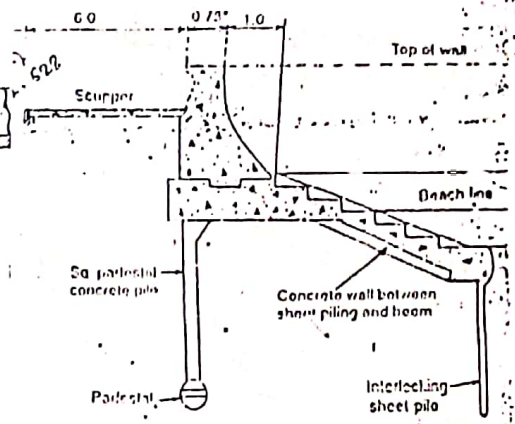 6.0 0.75' 1.0
Top of wall
522
Scupper
Beach line
Sq. pedestal
concrete pile
Concrete wall between
sheet piling and beam
Pedestal
Interlocking
sheet pile